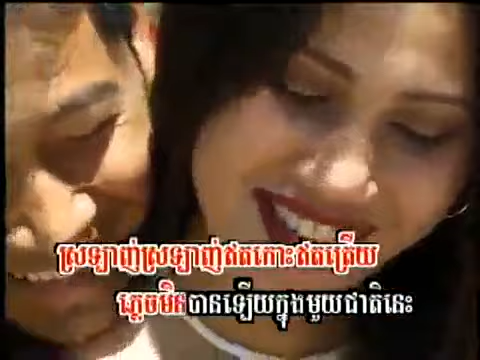 ស្រឡាញ់ស្រឡាញ់ឥតកោះឥតត្រើយ
ភ្លេចមិនបានឡើយក្នុងមួយជាតិនេះ